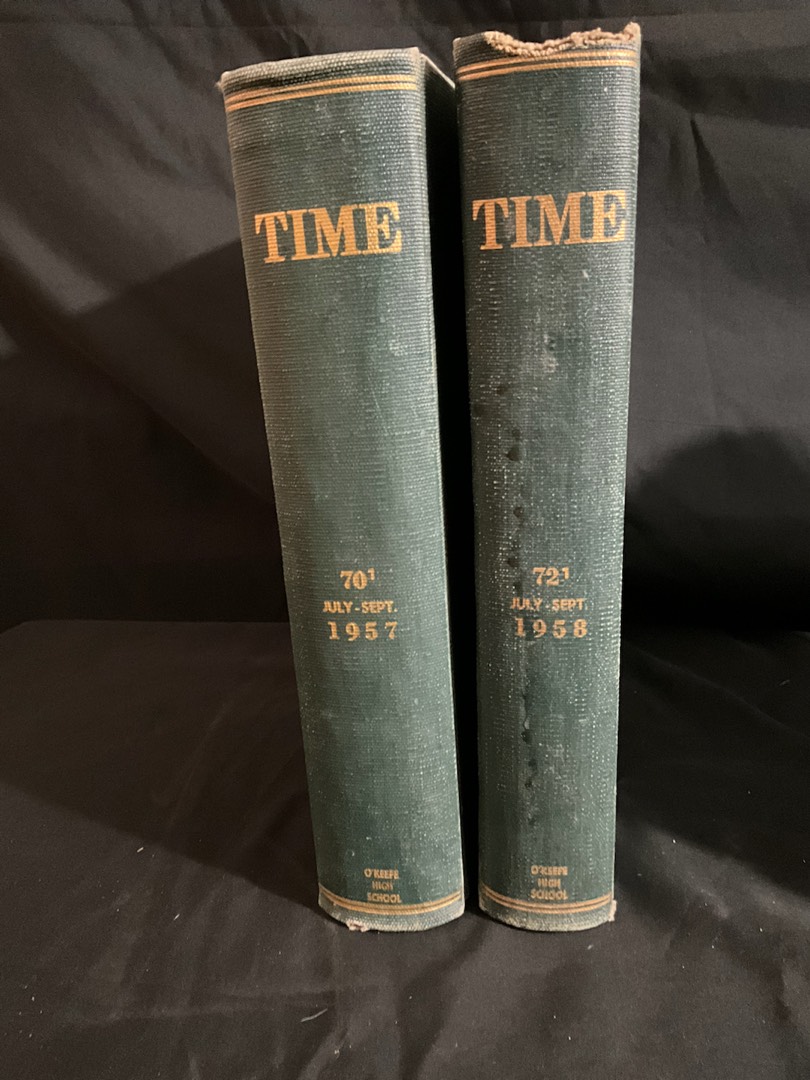 TIME
70¹
JULY-SEPT.
1957
O'KEEFE
HIGH
SCHOOL
TIME
72¹
JULY-SEPT.
1958
O'KEEFE
HIGH
SCHOOL